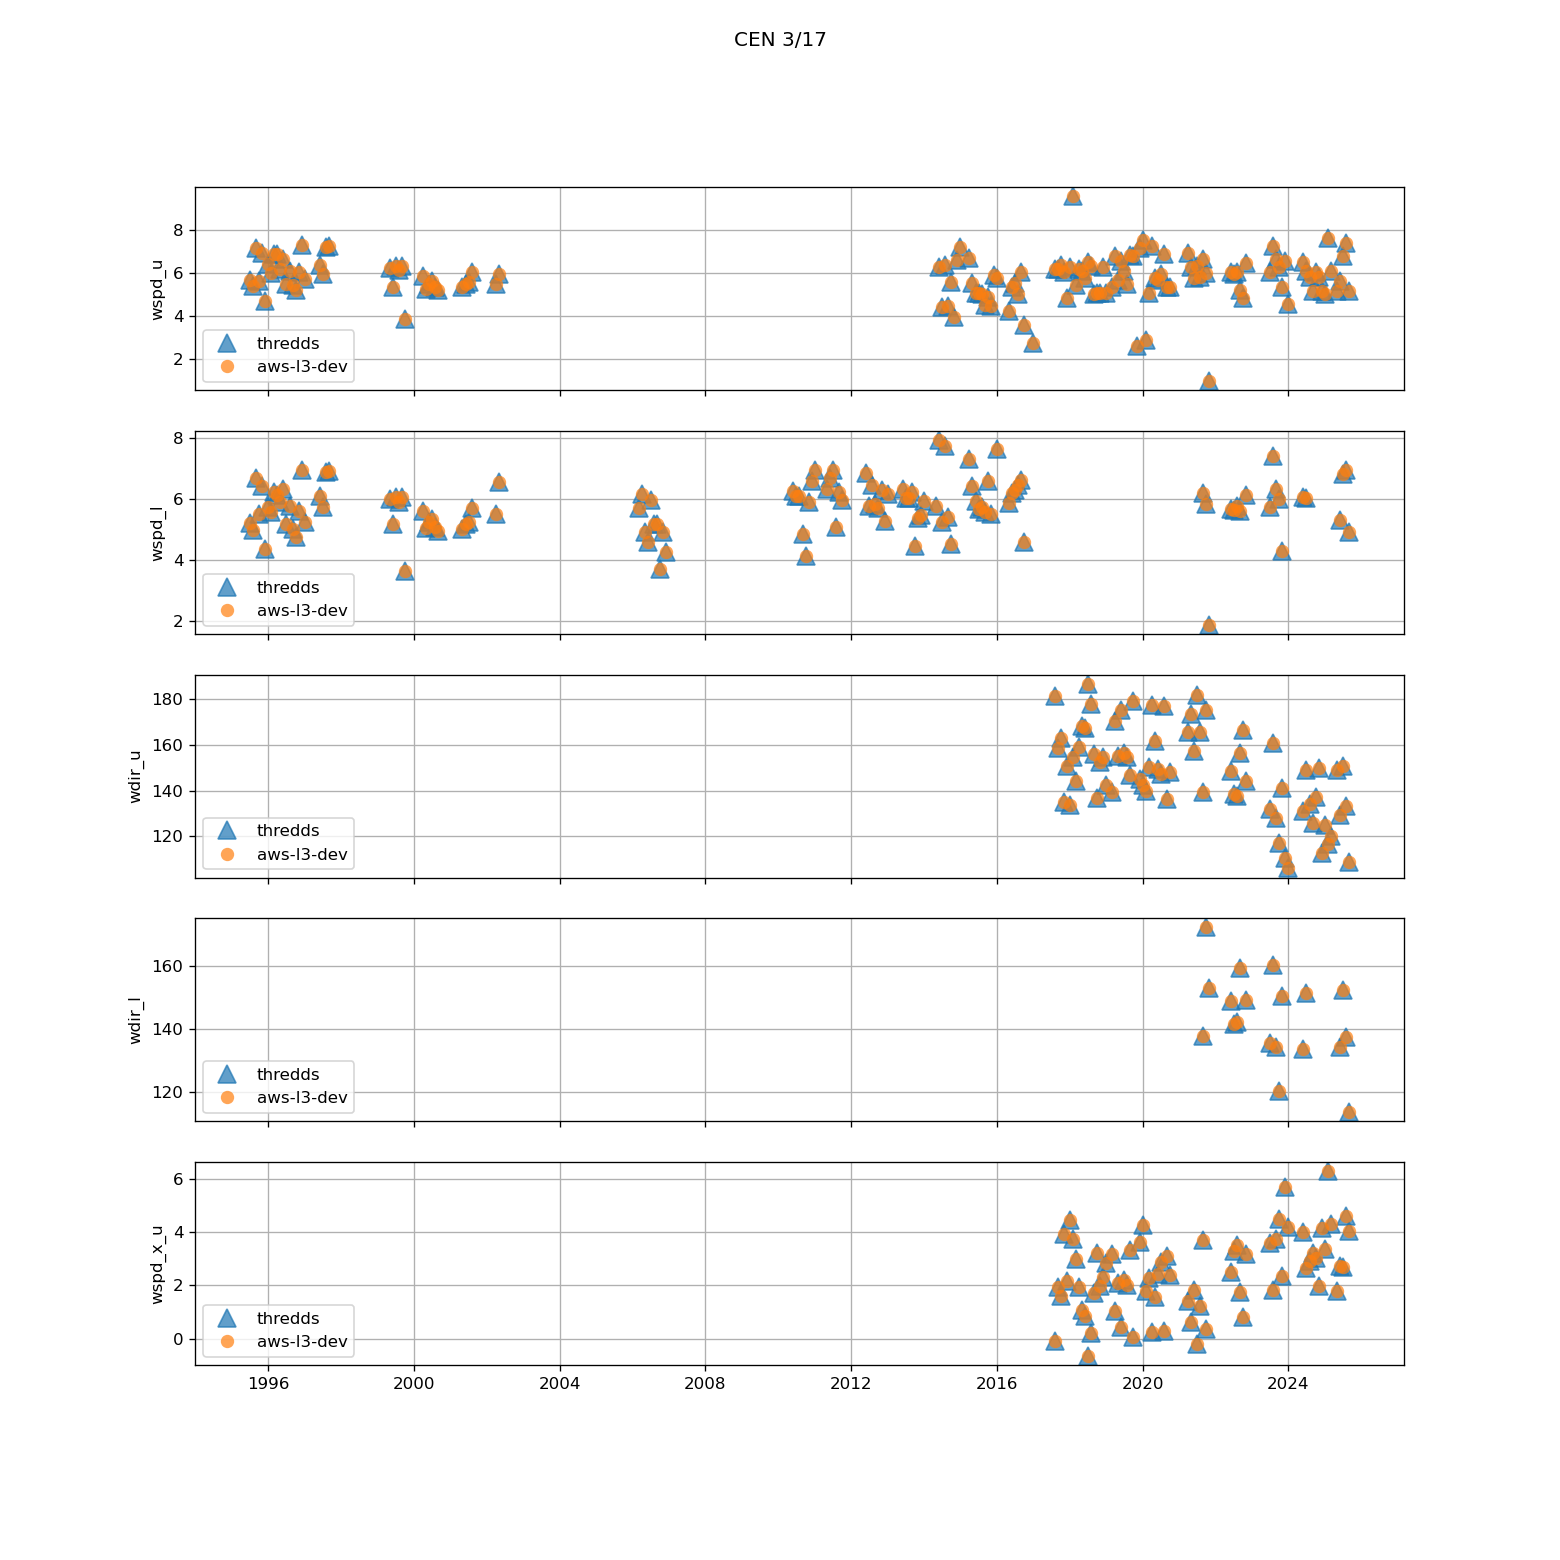 CEN 3/17
wspd_u
8
6
4
2
thredds
aws-l3-dev
wspd_l
8
6
4
2
thredds
aws-l3-dev
wdir_u
180
160
140
120
thredds
aws-l3-dev
wdir_l
160
140
120
thredds
aws-l3-dev
wspd_x_u
6
4
2
0
thredds
aws-l3-dev
1996 2000 2004 2008 2012 2016 2020 2024